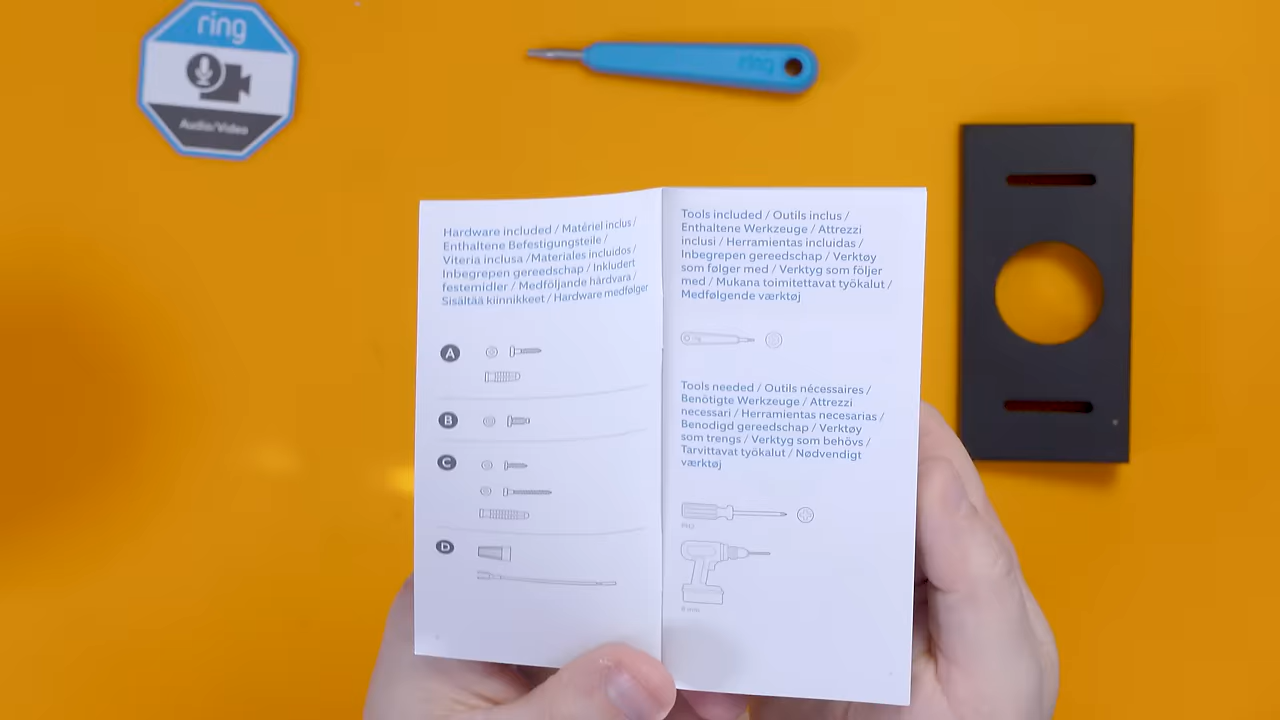 ring
Audio/Video
ring
Hardware included / Matériel inclus /
Enthaltene Befestigungsteile /
Viteria inclusa /Materiales incluidos /
Inbegrepen gereedschap / Inkludert
festemidler / Medföljande hårdvara /
Sisältää kiinnikkeet / Hardware medfølger
A
B
C
D
Tools included / Outils inclus /
Enthaltene Werkzeuge / Attrezzi
inclusi / Herramientas incluidas /
Inbegrepen gereedschap / Verktøy
som følger med / Verktyg som följer
med / Mukana toimitettavat työkalut /
Medfølgende værktøj
Tools needed / Outils nécessaires /
Benötigte Werkzeuge / Attrezzi
necessari / Herramientas necesarias /
Benodigd gereedschap / Verktøy
som trengs / Verktyg som behövs /
Tarvittavat työkalut / Nødvendigt
værktøj